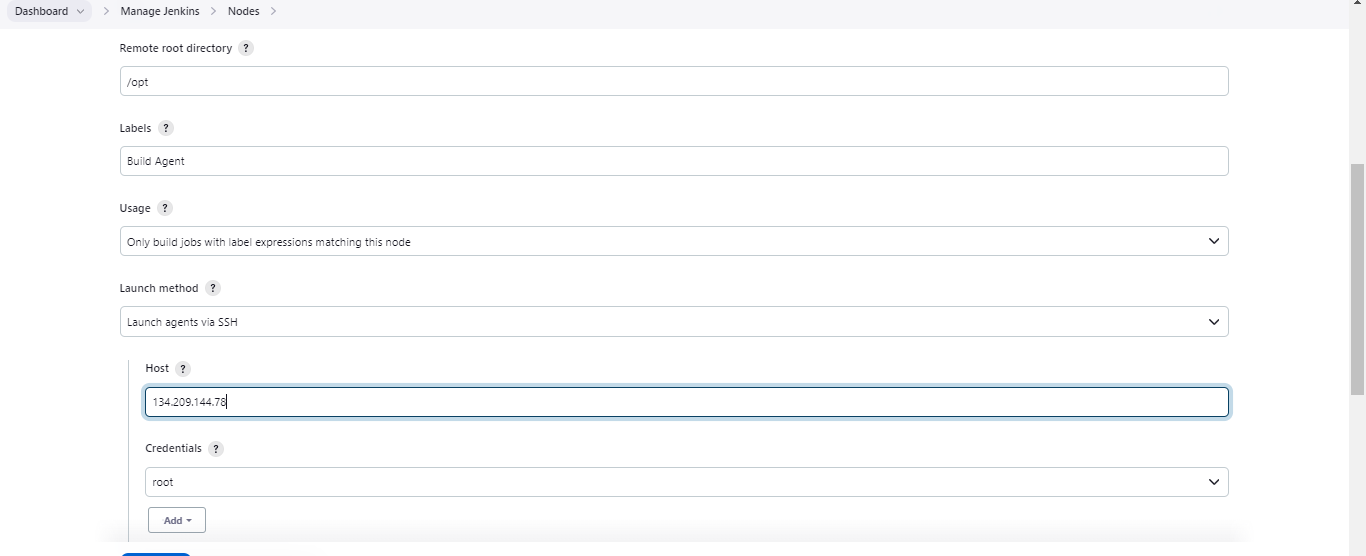 Dashboard Manage Jenkins Nodes
Remote root directory ?
/opt
Labels ?
Build Agent
Usage ?
Only build jobs with label expressions matching this node
Launch method ?
Launch agents via SSH
Host ?
134.209.144.78
Credentials ?
root
Add